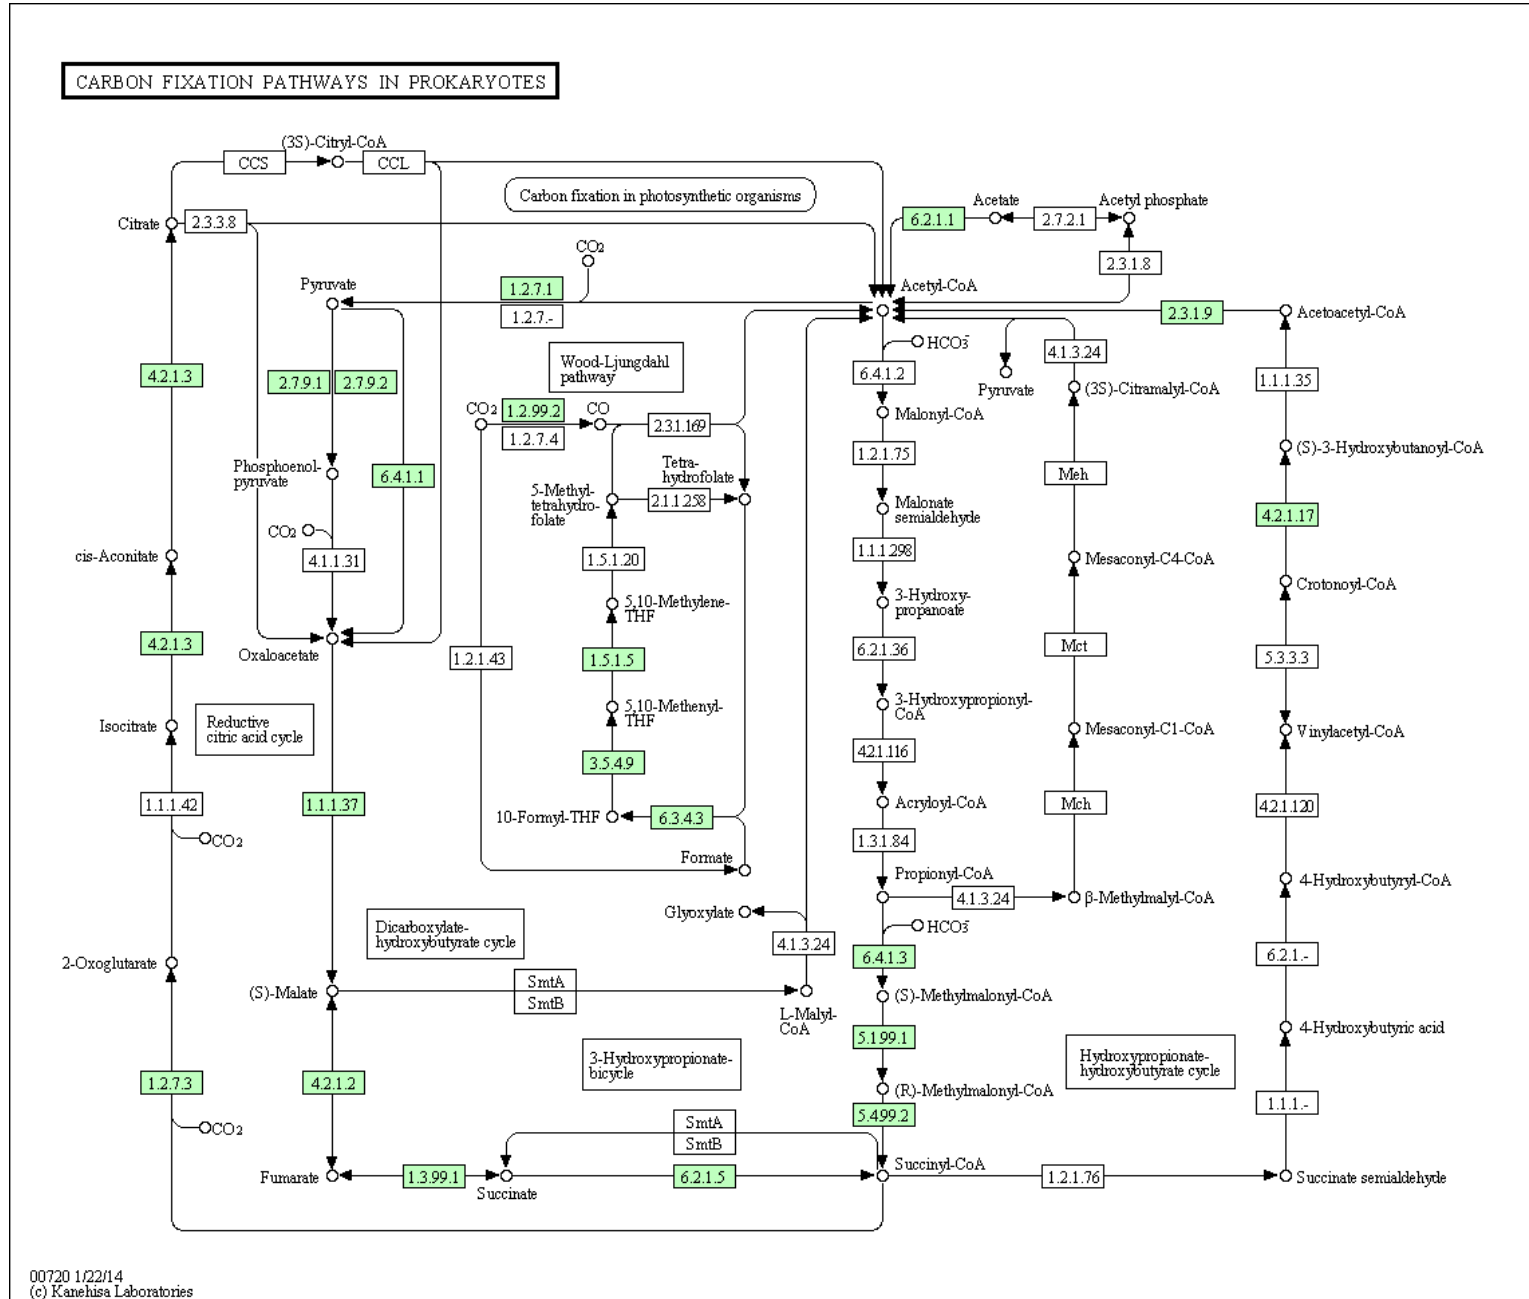 CARBON FIXATION PATHWAYS IN PROKARYOTES
(3S)-Citryl-CoA
CCS
CCL
Carbon fixation in photosynthetic organisms
Citrate
2.3.3.8
6.2.1.1
Acetate
2.7.2.1
Acetyl phosphate
CO2
2.3.1.8
Pyruvate
1.2.7.1
1.2.7.-
Acetyl-CoA
2.3.1.9
Acetoacetyl-CoA
HCO3-
4.2.1.3
2.7.9.1
2.7.9.2
Wood-Ljungdahl
pathway
6.4.1.2
Pyruvate
4.1.3.24
(3S)-Citramalyl-CoA
1.1.1.35
CO2
1.2.99.2
1.2.7.4
CO
2.3.1.169
Malonyl-CoA
1.2.1.75
(S)-3-Hydroxybutanoyl-CoA
Phosphoenol-
pyruvate
6.4.1.1
Tetra-
hydrofolate
Meh
5-Methyl-
tetrahydro-
folate
2.1.1.258
Malonate
semialdehyde
4.2.1.17
CO2
4.1.1.31
cis-Aconitate
1.5.1.20
1.1.1.298
Mesaconyl-C4-CoA
Crotonoyl-CoA
5,10-Methylene-
THF
3-Hydroxy-
propanoate
4.2.1.3
Oxaloacetate
1.2.1.43
1.5.1.5
6.2.1.36
Mct
5.3.3.3
Isocitrate
Reductive
citric acid cycle
5,10-Methenyl-
THF
3-Hydroxypropionyl-
CoA
Mesaconyl-C1-CoA
Vinylacetyl-CoA
3.5.4.9
4.2.1.116
1.1.1.42
1.1.1.37
10-Formyl-THF
6.3.4.3
Acryloyl-CoA
Mch
4.2.1.120
CO2
1.3.1.84
Formate
Propionyl-CoA
4.1.3.24
β-Methylmalyl-CoA
4-Hydroxybutyryl-CoA
Glyoxylate
HCO3-
Dicarboxylate-
hydroxybutyrate cycle
4.1.3.24
6.4.1.3
6.2.1.-
2-Oxoglutarate
(S)-Malate
SmtA
SmtB
L-Malyl-
CoA
(S)-Methylmalonyl-CoA
4-Hydroxybutyric acid
3-Hydroxypropionate-
bicycle
5.1.99.1
Hydroxypropionate-
hydroxybutyrate cycle
1.2.7.3
4.2.1.2
(R)-Methylmalonyl-CoA
1.1.1.-
CO2
SmtA
SmtB
5.4.99.2
Fumarate
1.3.99.1
Succinate
6.2.1.5
Succinyl-CoA
1.2.1.76
Succinate semialdehyde
00720 1/22/14
(c) Kanehisa Laboratories